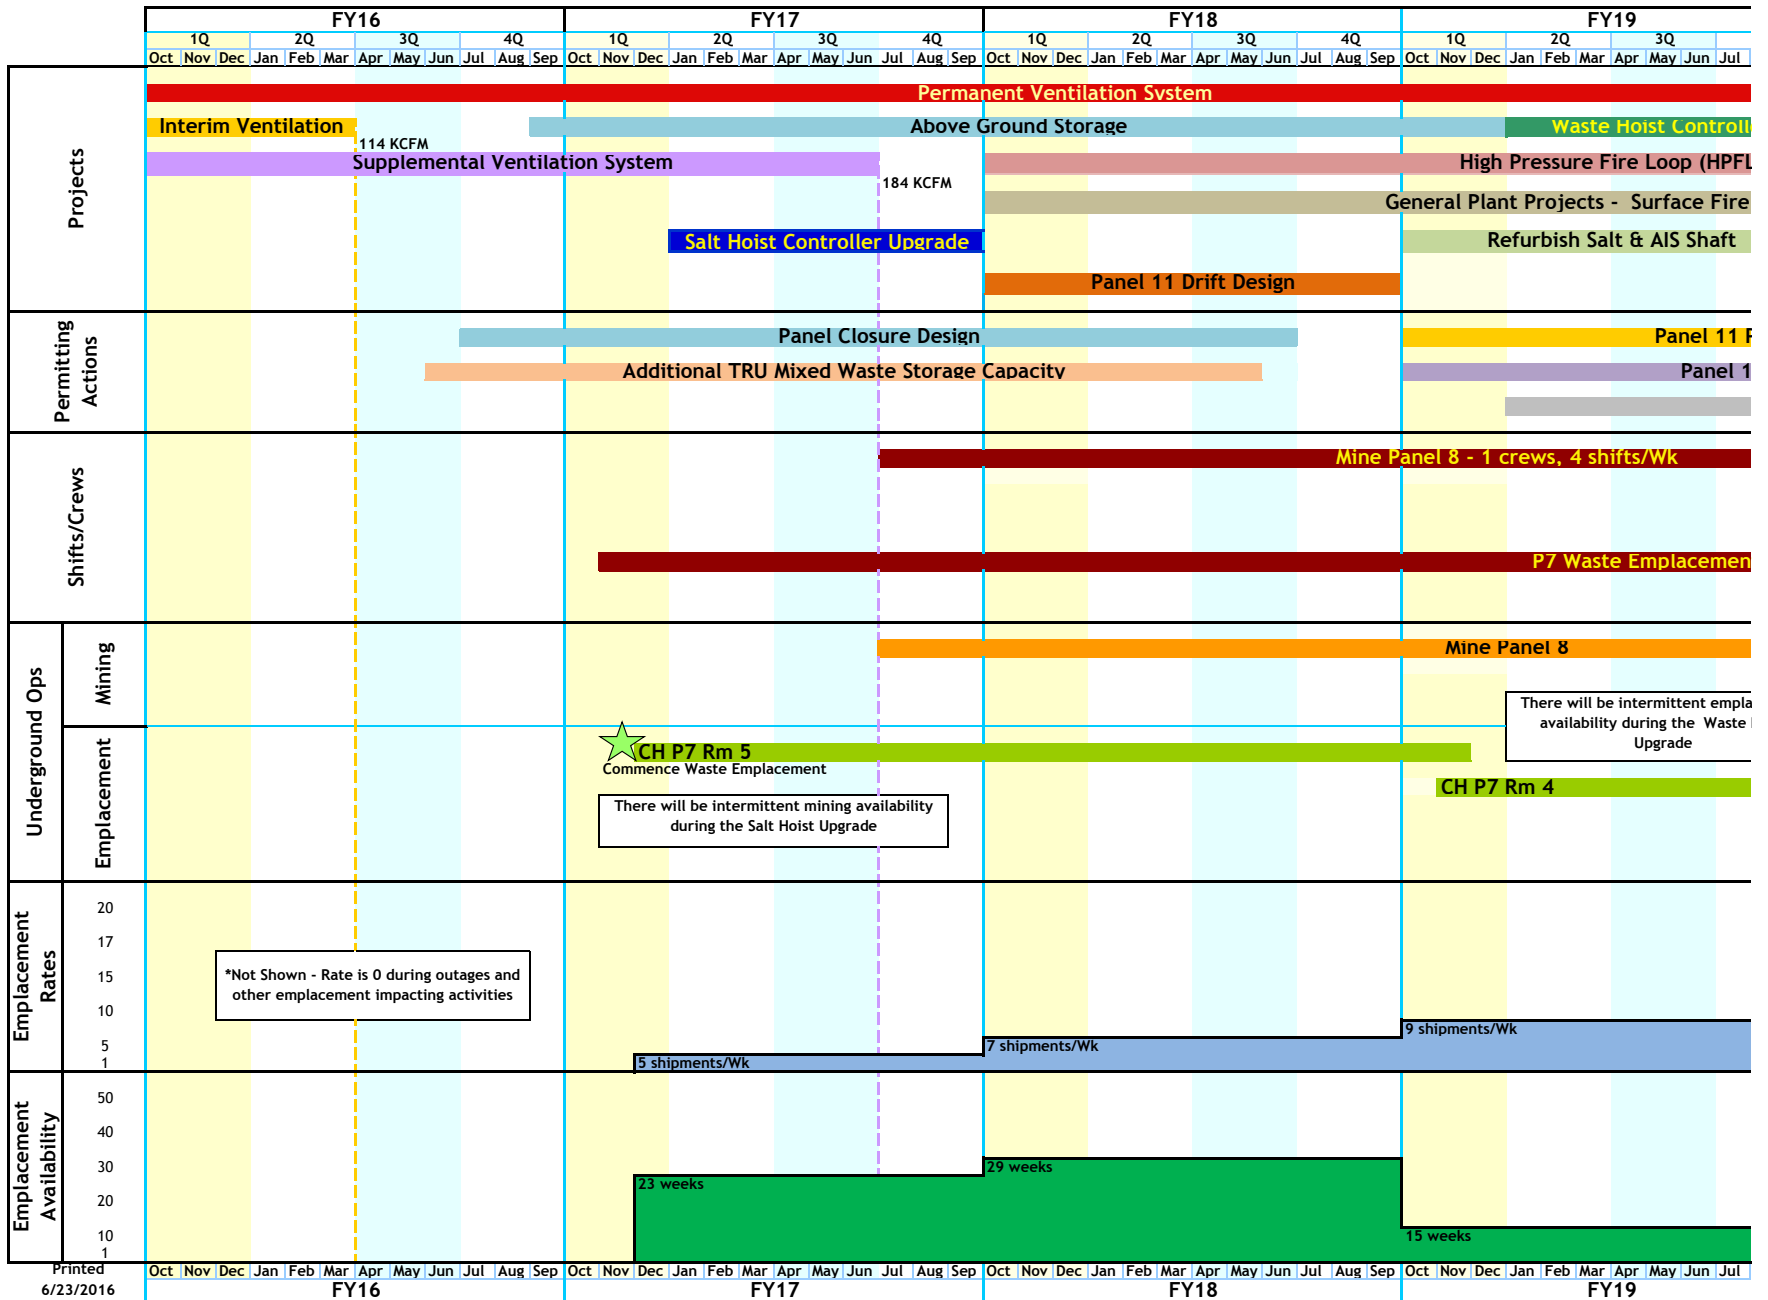 FY16 FY17 FY18 FY19
1Q 2Q 3Q 4Q 1Q 2Q 3Q 4Q 1Q 2Q 3Q 4Q 1Q 2Q 3Q
Oct Nov Dec Jan Feb Mar Apr May Jun Jul Aug Sep Oct Nov Dec Jan Feb Mar Apr May Jun Jul Aug Sep Oct Nov Dec Jan Feb Mar Apr May Jun Jul Aug Sep Oct Nov Dec Jan Feb Mar Apr May Jun Jul
Projects
Permanent Ventilation System
Interim Ventilation
Above Ground Storage
Waste Hoist Controll
114 KCFM
Supplemental Ventilation System
High Pressure Fire Loop (HPFL
184 KCFM
General Plant Projects - Surface Fire
Salt Hoist Controller Upgrade
Refurbish Salt & AIS Shaft
Panel 11 Drift Design
Permitting
Actions
Panel Closure Design
Panel 11 P
Additional TRU Mixed Waste Storage Capacity
Panel 1
Shifts/Crews
Mine Panel 8 - 1 crews, 4 shifts/Wk
P7 Waste Emplacemen
Underground Ops
Mining
Mine Panel 8
There will be intermittent empla
availability during the Waste
Upgrade
Emplacement
CH P7 Rm 5
Commence Waste Emplacement
CH P7 Rm 4
There will be intermittent mining availability
during the Salt Hoist Upgrade
Emplacement
Rates
20
17
15
10
5
1
*Not Shown - Rate is 0 during outages and
other emplacement impacting activities
5 shipments/Wk
7 shipments/Wk
9 shipments/Wk
Emplacement
Availability
50
40
30
20
10
1
23 weeks
29 weeks
15 weeks
Printed
6/23/2016
Oct Nov Dec Jan Feb Mar Apr May Jun Jul Aug Sep Oct Nov Dec Jan Feb Mar Apr May Jun Jul Aug Sep Oct Nov Dec Jan Feb Mar Apr May Jun Jul Aug Sep Oct Nov Dec Jan Feb Mar Apr May Jun Jul
FY16 FY17 FY18 FY19